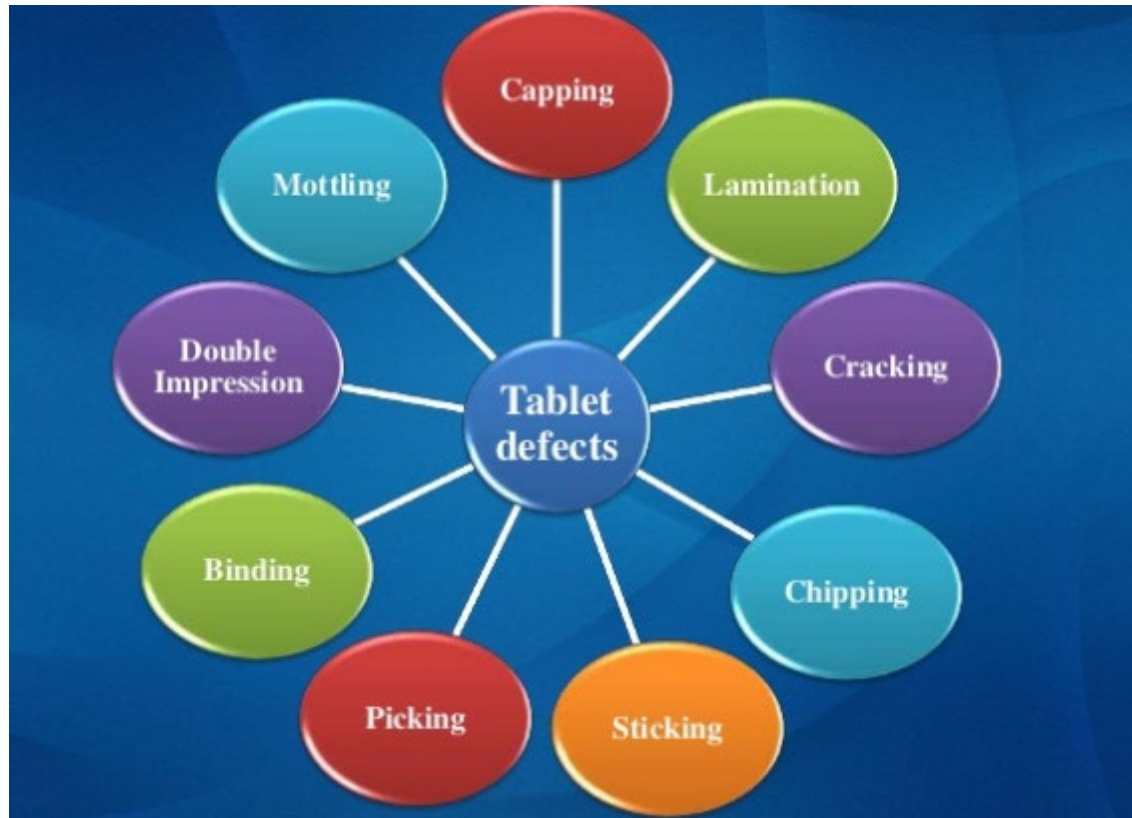 Capping
Lamination
Cracking
Chipping
Sticking
Picking
Binding
Double
Impression
Mottling
Tablet
defects